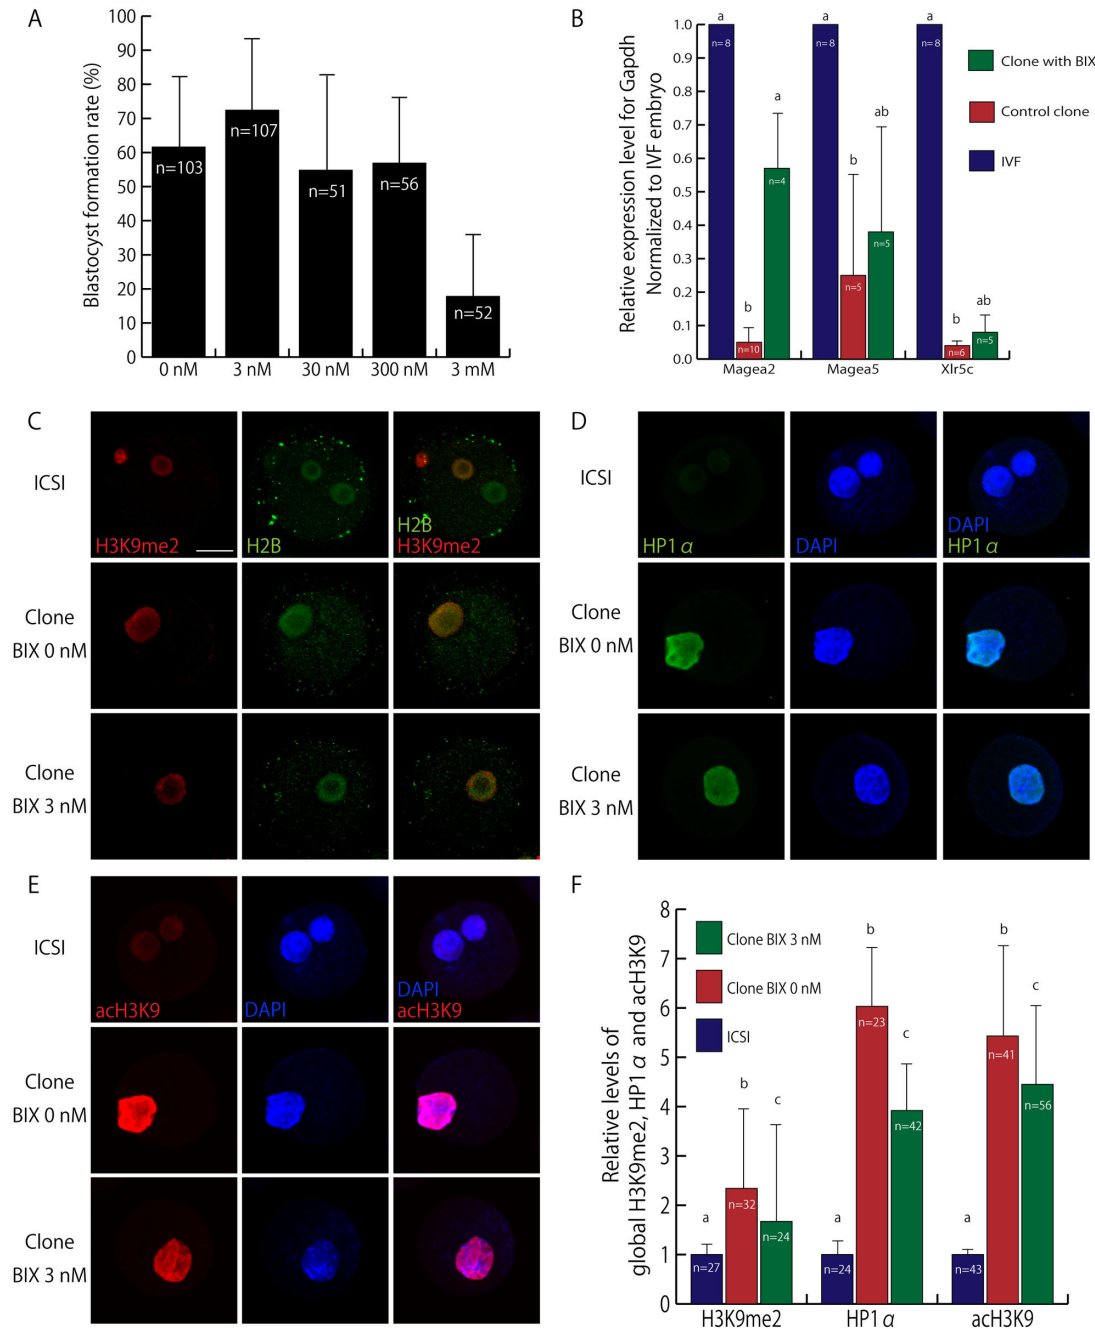 A
Blastocyst formation rate (%)
100
90
80
70
60
50
40
30
20
10
0
n=103
n=107
n=51
n=56
n=52
0 nM
3 nM
30 nM
300 nM
3 mM
B
Relative expression level for Gapdh
Normalized to IVF embryo
1.0
0.9
0.8
0.7
0.6
0.5
0.4
0.3
0.2
0.1
0.0
a
n=8
b
n=10
a
n=4
a
n=8
b
n=5
ab
n=5
a
n=8
b
n=6
ab
n=5
Magea2
Magea5
Xlr5c
Clone with BIX
Control clone
IVF
C
ICSI
H3K9me2
H2B
H2B
H3K9me2
Clone
BIX 0 nM
Clone
BIX 3 nM
D
ICSI
HP1 α
DAPI
DAPI
HP1 α
Clone
BIX 0 nM
Clone
BIX 3 nM
E
ICSI
acH3K9
DAPI
DAPI
acH3K9
Clone
BIX 0 nM
Clone
BIX 3 nM
F
Relative levels of
global H3K9me2, HP1 α and acH3K9
8
7
6
5
4
3
2
1
0
Clone BIX 3 nM
Clone BIX 0 nM
ICSI
a
n=27
b
n=32
c
n=24
a
n=24
b
n=23
c
n=42
a
n=43
b
n=41
c
n=56
H3K9me2
HP1 α
acH3K9